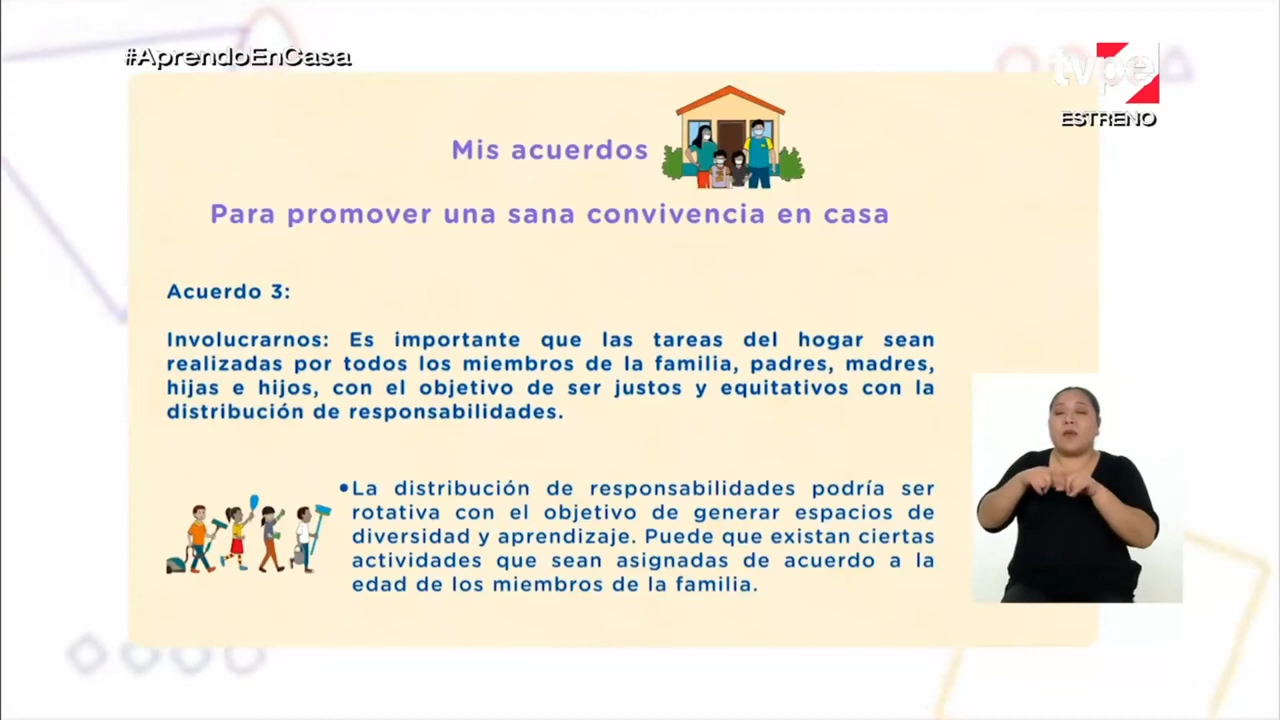 #AprendoEnCasa
tvpe
ESTRENO
Mis acuerdos
Para promover una sana convivencia en casa
Acuerdo 3:
Involucrarnos: Es importante que las tareas del hogar sean
realizadas por todos los miembros de la familia, padres, madres,
hijas e hijos, con el objetivo de ser justos y equitativos con la
distribución de responsabilidades.
•La distribución de responsabilidades podría ser
rotativa con el objetivo de generar espacios de
diversidad y aprendizaje. Puede que existan ciertas
actividades que sean asignadas de acuerdo a la
edad de los miembros de la familia.